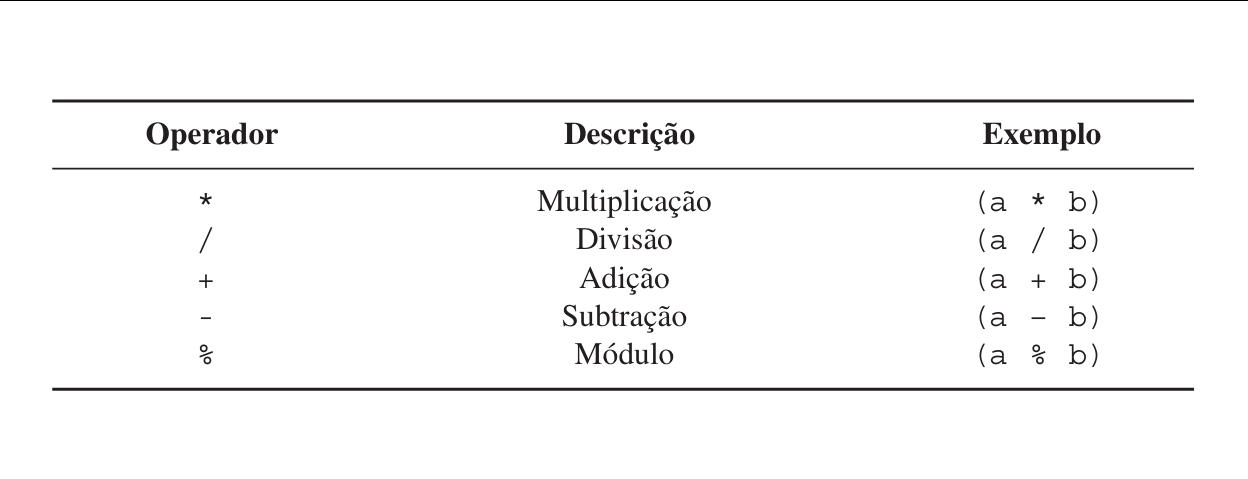 Operador Descrição Exemplo
* Multiplicação (a * b)
/ Divisão (a / b)
+ Adição (a + b)
- Subtração (a - b)
% Módulo (a % b)